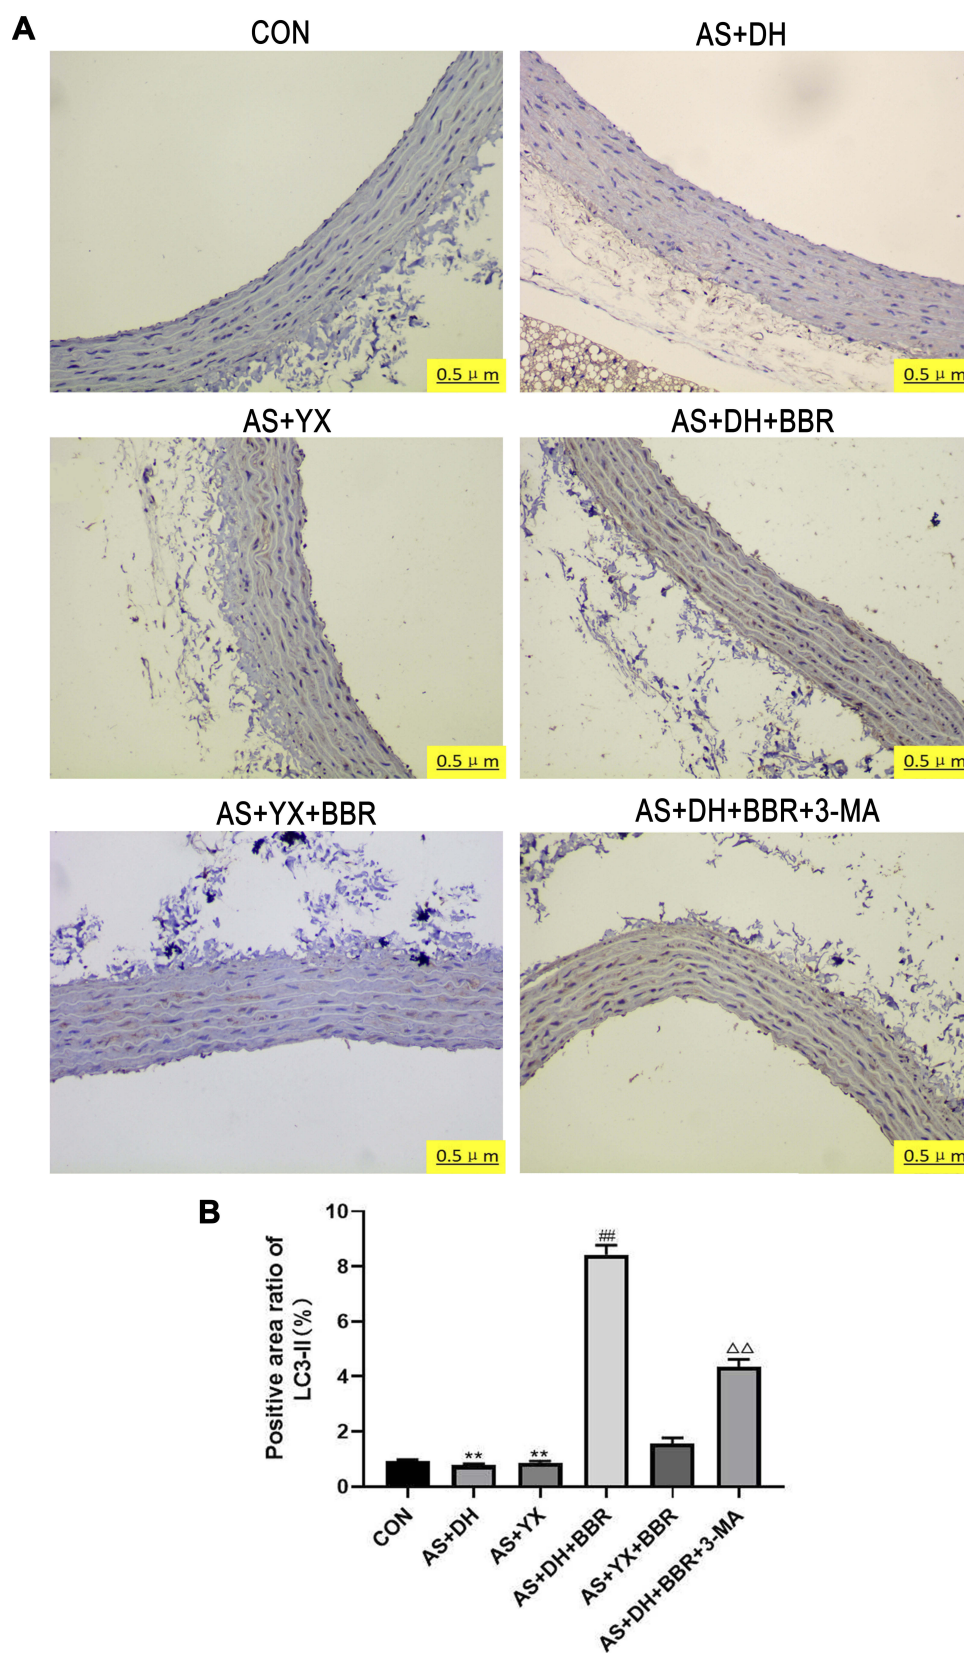 A
CON
AS+DH
0.5 μ m
0.5 μ m
AS+YX
AS+DH+BBR
0.5 μ m
0.5 μ m
AS+YX+BBR
AS+DH+BBR+3-MA
0.5 μ m
0.5 μ m
B
Positive area ratio of
LC3-II(%)
10
8
6
4
2
0
**
**
##
△△
CON
AS+DH
AS+YX
AS+DH+BBR
AS+YX+BBR
AS+DH+BBR+3-MA